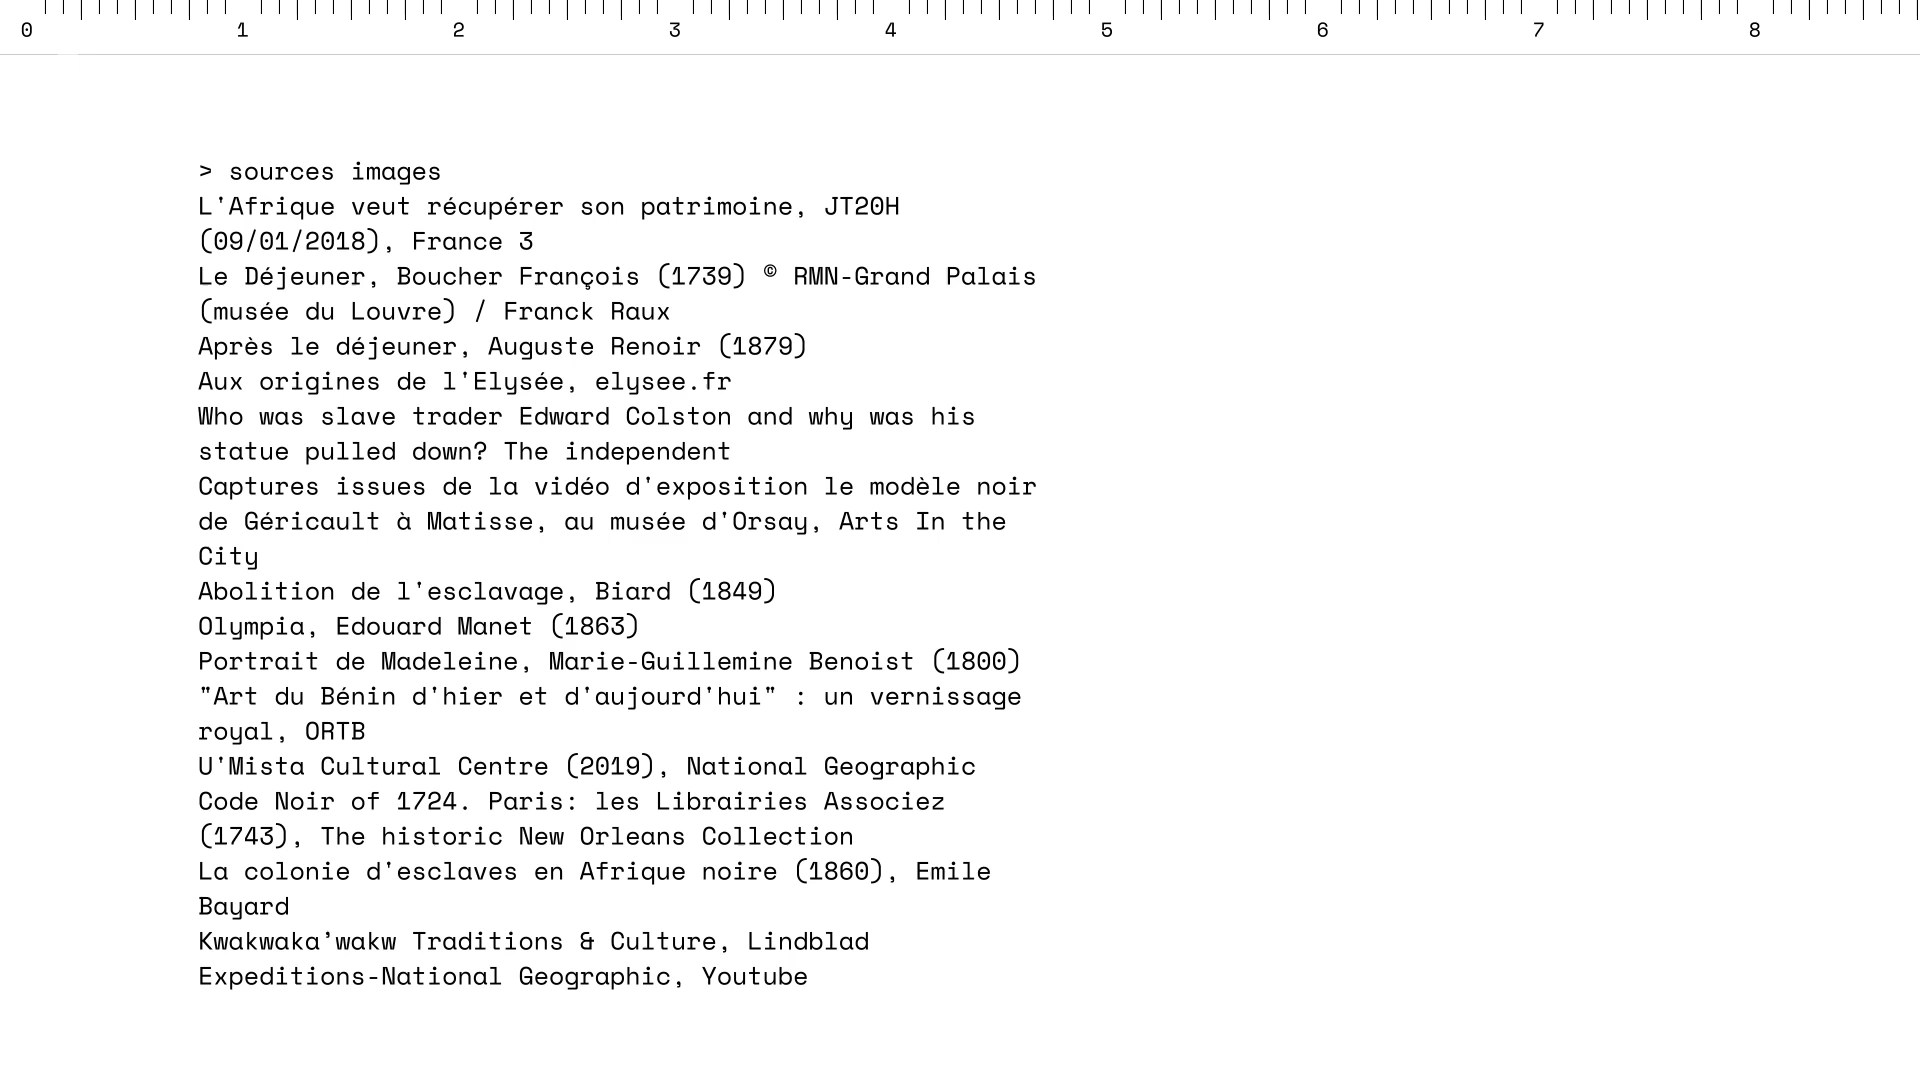 0 1 2 3 4 5 6 7 8
> sources images
L'Afrique veut récupérer son patrimoine, JT20H
(09/01/2018), France 3
Le Déjeuner, Boucher François (1739) © RMN-Grand Palais
(musée du Louvre) / Franck Raux
Après le déjeuner, Auguste Renoir (1879)
Aux origines de l'Elysée, elysee.fr
Who was slave trader Edward Colston and why was his
statue pulled down? The independent
Captures issues de la vidéo d'exposition le modèle noir
de Géricault à Matisse, au musée d'Orsay, Arts In the
City
Abolition de l'esclavage, Biard (1849)
Olympia, Edouard Manet (1863)
Portrait de Madeleine, Marie-Guillemine Benoist (1800)
"Art du Bénin d'hier et d'aujourd'hui" : un vernissage
royal, ORTB
U'Mista Cultural Centre (2019), National Geographic
Code Noir of 1724. Paris: les Librairies Associez
(1743), The historic New Orleans Collection
La colonie d'esclaves en Afrique noire (1860), Emile
Bayard
Kwakwaka’wakw Traditions & Culture, Lindblad
Expeditions-National Geographic, Youtube